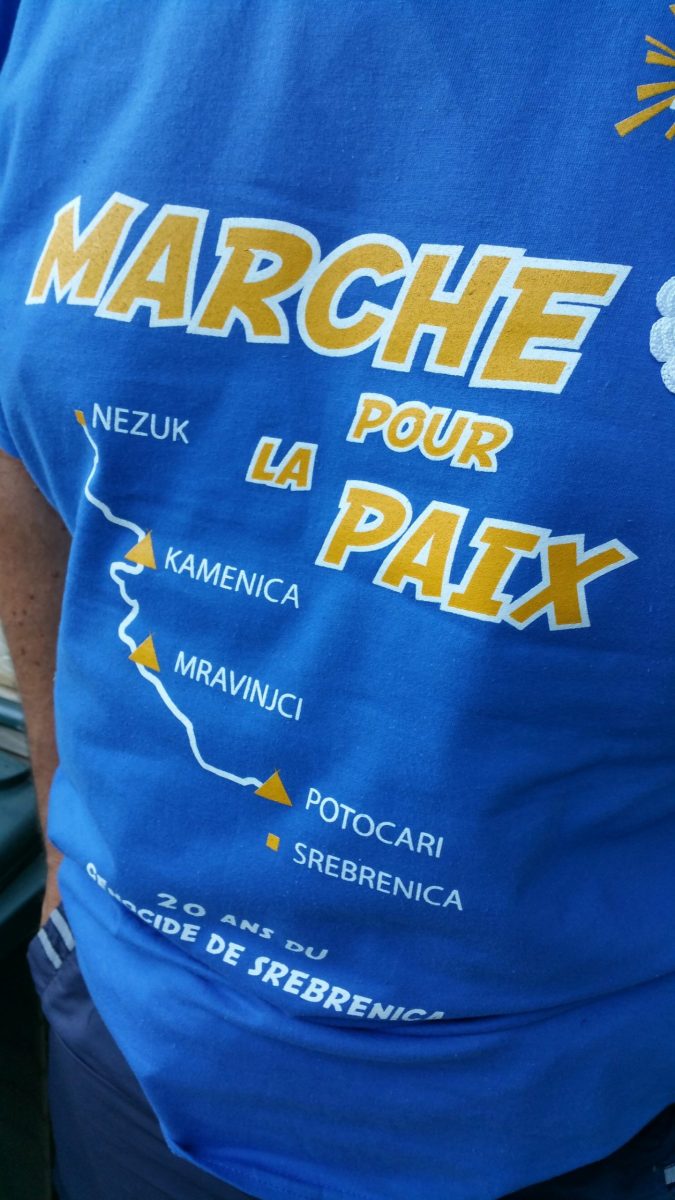 MARCHE
POUR
LA
PAIX
NEZUK
KAMENICA
MRAVINJCI
POTOCARI
SREBRENICA
20 ANS DU
GENOCIDE DE SREBRENICA